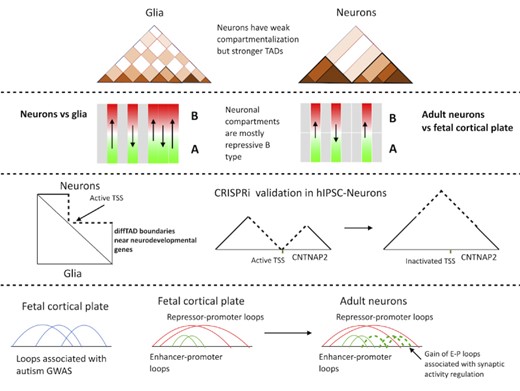 Glia
Neurons have weak
compartmentalization
but stronger TADs
Neurons
Neurons vs glia
B
A
Neuronal
compartments
are mostly
repressive B
type
B
A
Adult neurons
vs fetal cortical plate
Neurons
Active TSS
diffTAD boundaries
near neurodevelopmental
genes
Glia
CRISPRi validation in hIPSC-Neurons
Active TSS
CNTNAP2
Inactivated TSS
CNTNAP2
Fetal cortical plate
Loops associated with
autism GWAS
Fetal cortical plate
Repressor-promoter loops
Enhancer-promoter
loops
Adult neurons
Repressor-promoter loops
Enhancer-promoter
loops
Gain of E-P loops
associated with synaptic
activity regulation